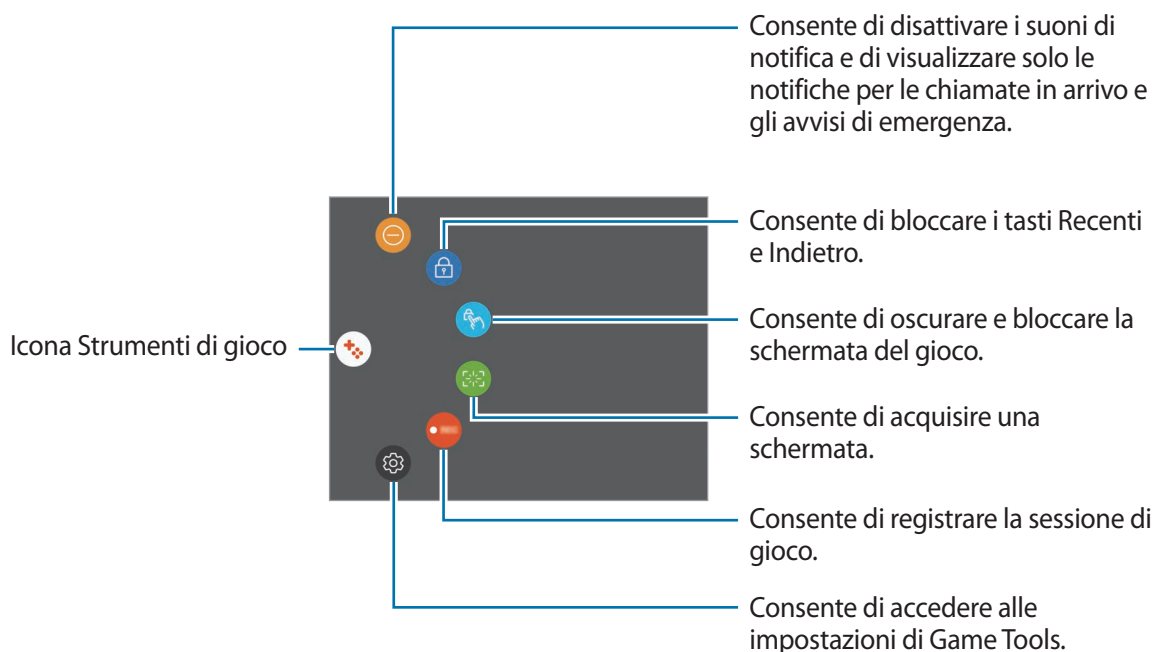 Consente di disattivare i suoni di
notifica e di visualizzare solo le
notifiche per le chiamate in arrivo e
gli avvisi di emergenza.
Consente di bloccare i tasti Recenti
e Indietro.
Consente di oscurare e bloccare la
schermata del gioco.
Icona Strumenti di gioco
Consente di acquisire una
schermata.
Consente di registrare la sessione di
gioco.
Consente di accedere alle
impostazioni di Game Tools.